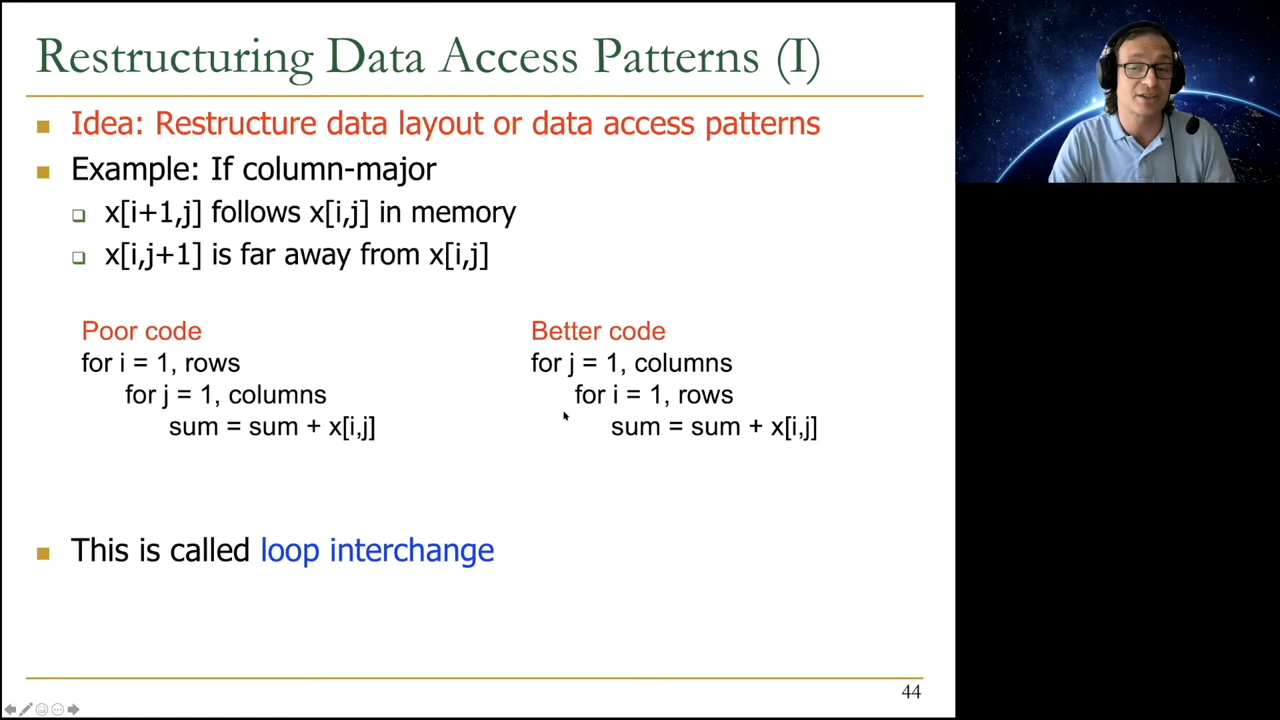 Restructuring Data Access Patterns (I)
Idea: Restructure data layout or data access patterns
Example: If column-major
x[i+1,j] follows x[i,j] in memory
x[i,j+1] is far away from x[i,j]
Poor code
for i = 1, rows
for j = 1, columns
sum = sum + x[i,j]
Better code
for j = 1, columns
for i = 1, rows
sum = sum + x[i,j]
This is called loop interchange
44